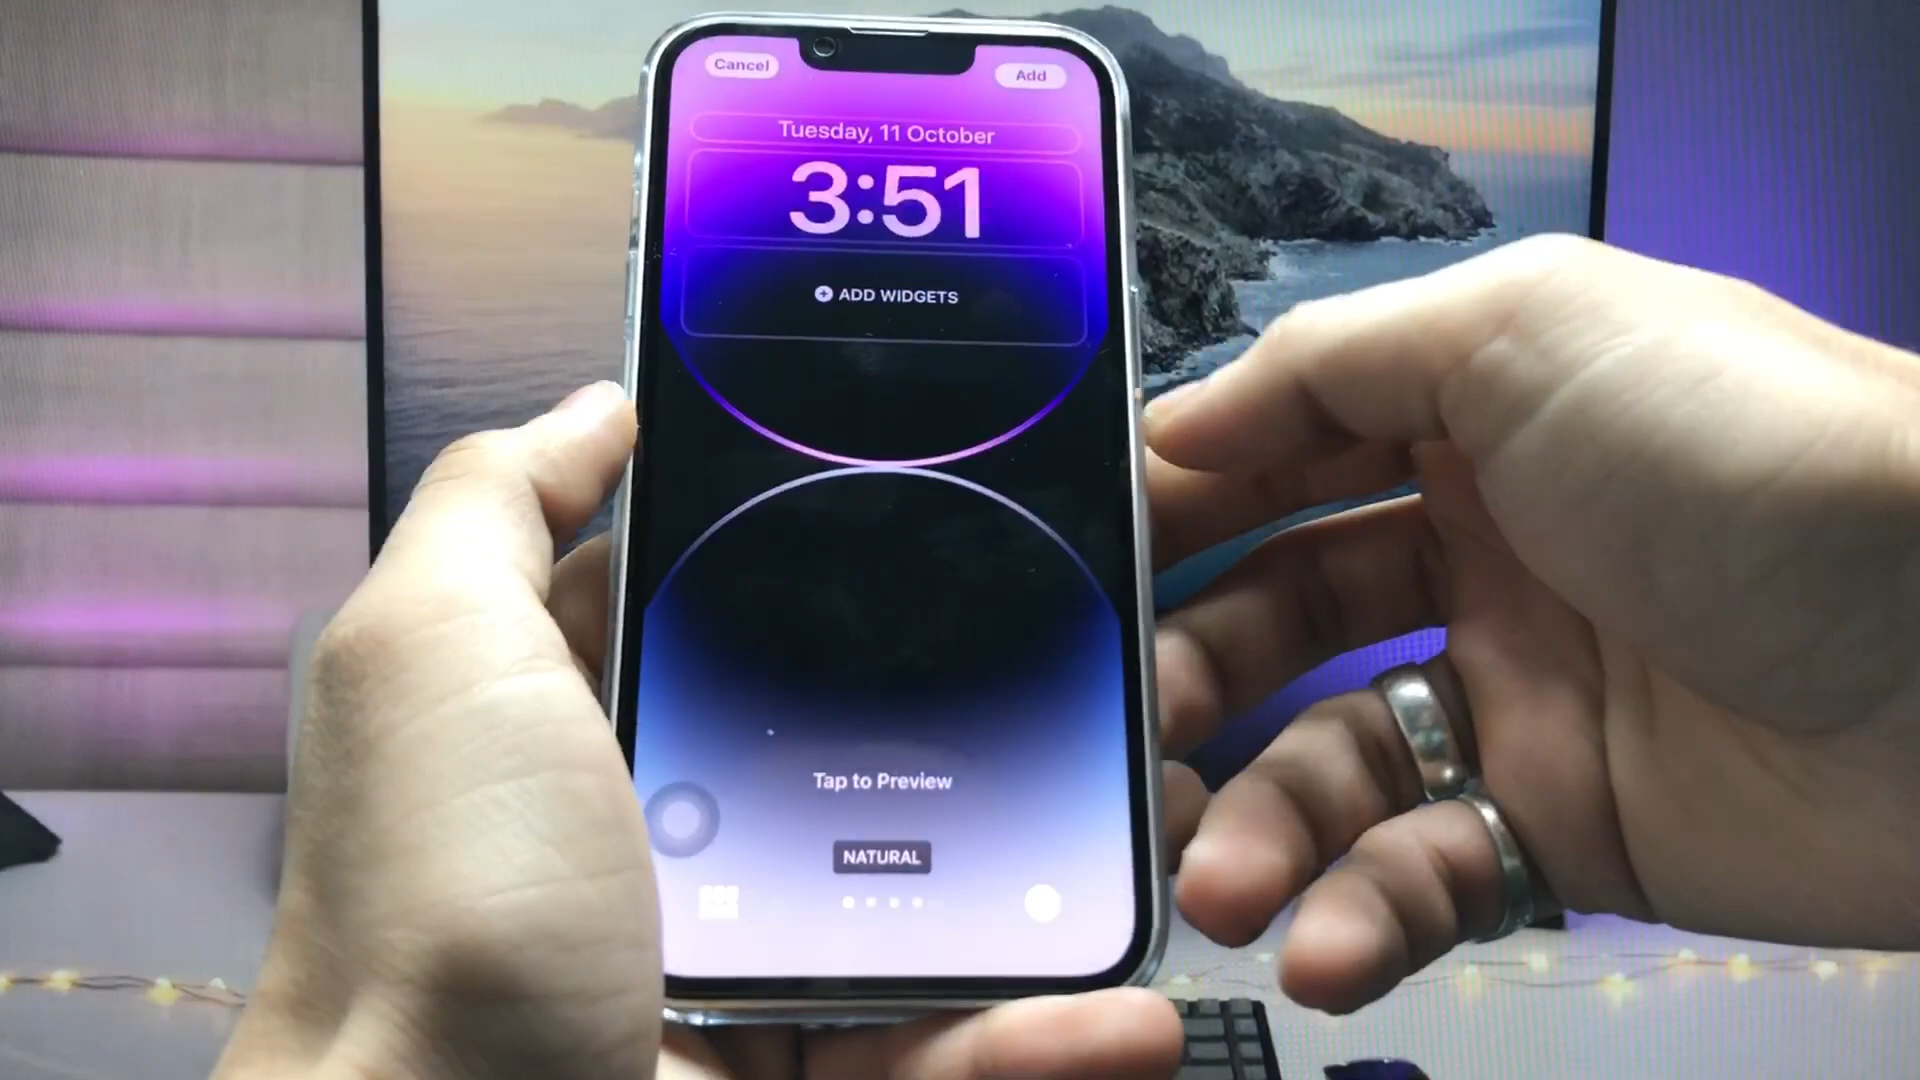 Cancel
Add
Tuesday, 11 October
3:51
ADD WIDGETS
Tap to Preview
NATURAL